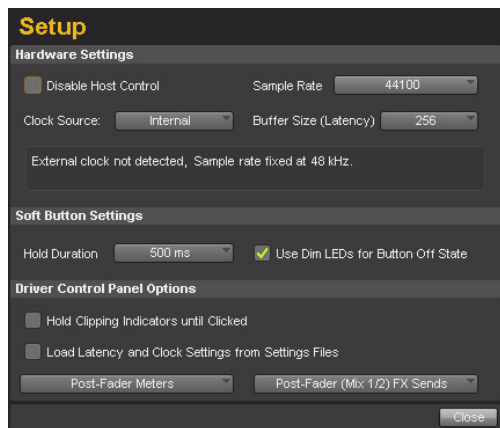 Setup
Hardware Settings
Disable Host Control
Sample Rate 44100
Clock Source: Internal
Buffer Size (Latency) 256
External clock not detected, Sample rate fixed at 48 kHz.
Soft Button Settings
Hold Duration 500 ms
Use Dim LEDs for Button Off State
Driver Control Panel Options
Hold Clipping Indicators until Clicked
Load Latency and Clock Settings from Settings Files
Post-Fader Meters
Post-Fader (Mix 1/2) FX Sends
Close